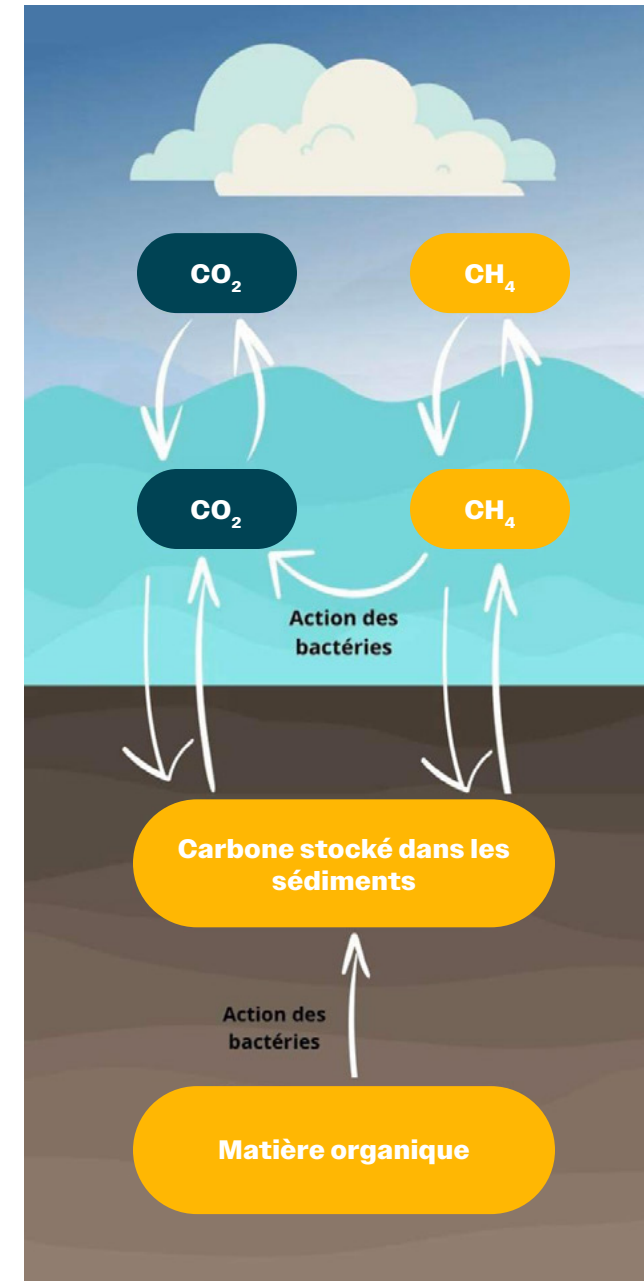 CO₂
CH₄
CO₂
CH₄
Action des
bactéries
Carbone stocké dans les
sédiments
Action des
bactéries
Matière organique